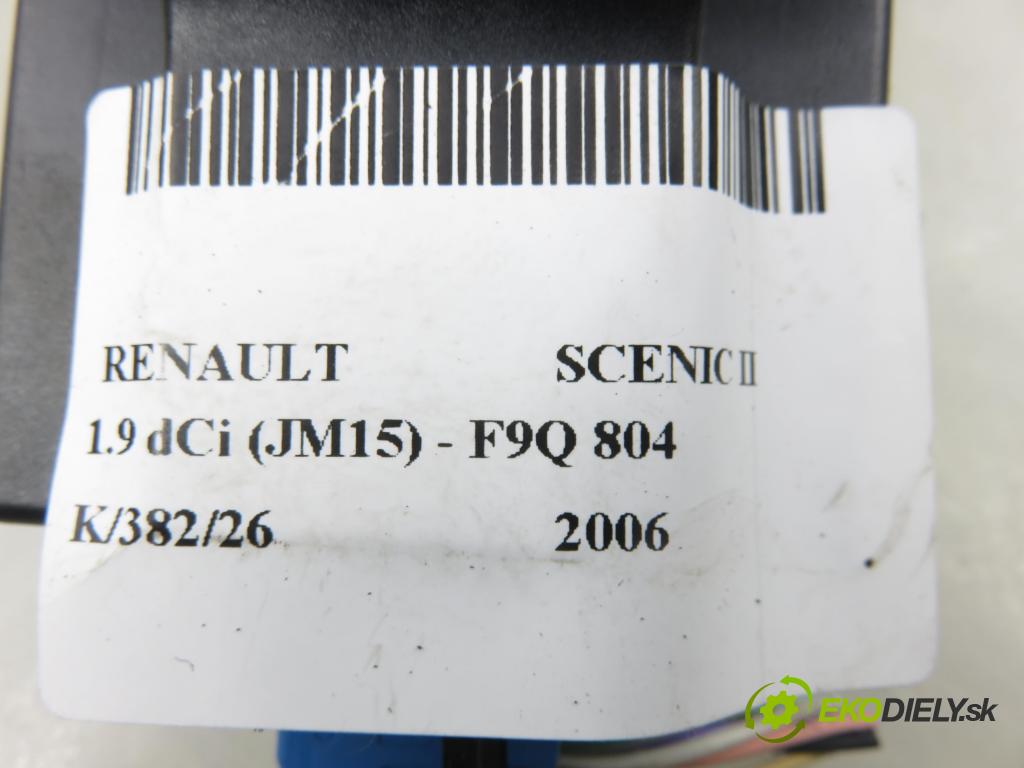 RENAULT SCENIC II
1.9 dCi (JM15) - F9Q 804
K/382/26 2006
EKODIELY.sk